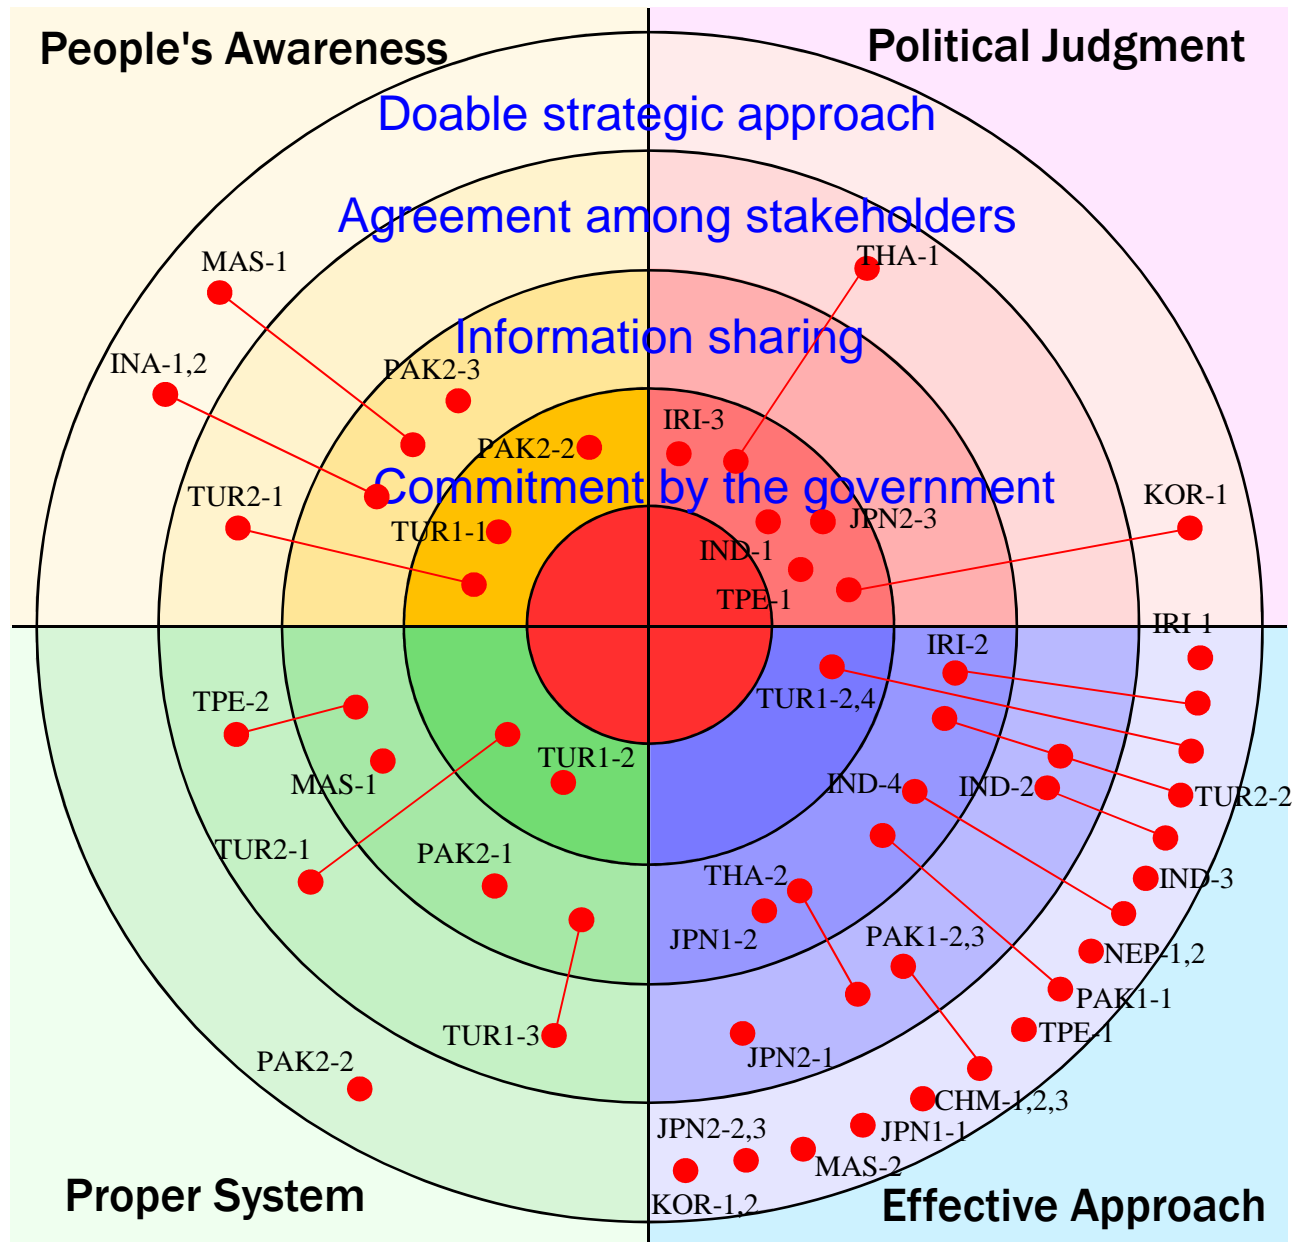 People's Awareness
Political Judgment
Doable strategic approach
Agreement among stakeholders
MAS-1
THA-1
Information sharing
INA-1,2
PAK2-3
IRI-3
PAK2-2
Commitment by the government
TUR2-1
KOR-1
TUR1-1
JPN2-3
IND-1
TPE-1
IRI-1
IRI-2
TPE-2
TUR1-2,4
TUR1-2
MAS-1
IND-4
IND-2
TUR2-2
TUR2-1
PAK2-1
THA-2
IND-3
JPN1-2
PAK1-2,3
NEP-1,2
PAK1-1
TUR1-3
TPE-1
PAK2-2
JPN2-1
CHM-1,2,3
JPN2-2,3
JPN1-1
MAS-2
Proper System
KOR-1,2
Effective Approach